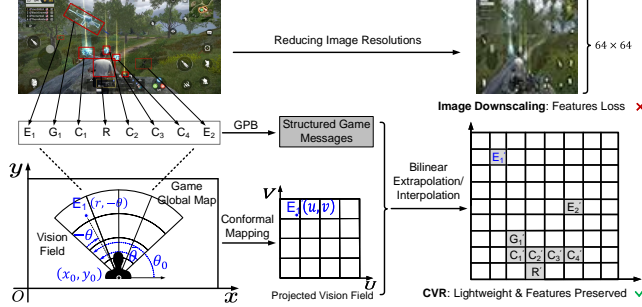 Reducing Image Resolutions
64 × 64
Image Downscaling: Features Loss ×
E₁ G₁ C₁ R C₂ C₃ C₄ E₂
GPB
Structured Game
Messages
Bilinear
Extrapolation/
Interpolation
y
Game
Global Map
E₁(r, −θ)
Vision
Field
−θ
θ
θ₀
(x₀, y₀)
O
x
Conformal
Mapping
V
E₁(u, v)
U
Projected Vision Field
E₁'
E₂'
G₁'
C₁' C₂' C₃' C₄'
R'
CVR: Lightweight & Features Preserved ✓